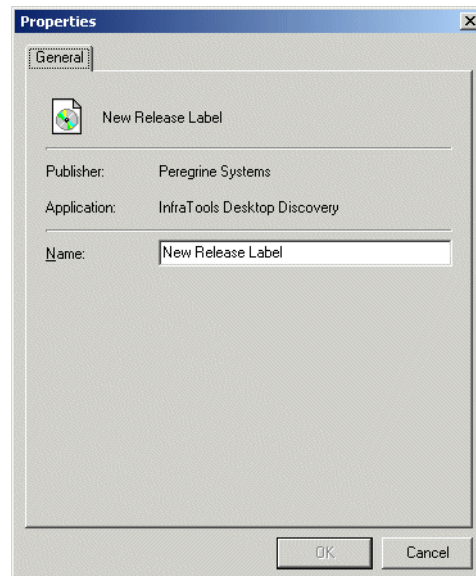 Properties
General
New Release Label
Publisher: Peregrine Systems
Application: InfraTools Desktop Discovery
Name: New Release Label
OK Cancel